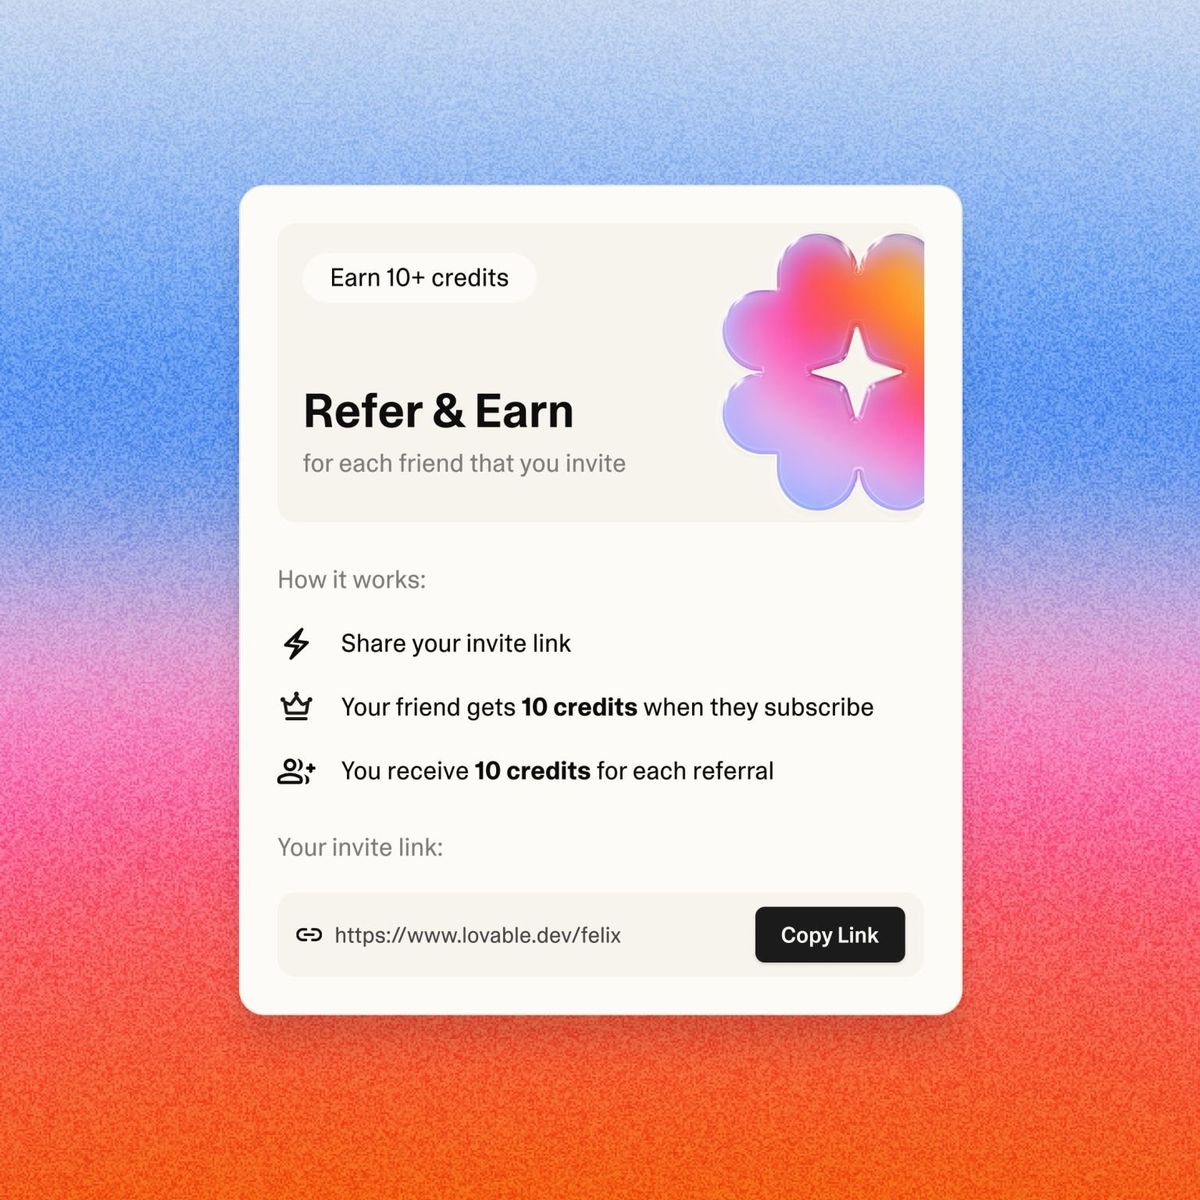 Earn 10+ credits
Refer & Earn
for each friend that you invite
How it works:
Share your invite link
Your friend gets 10 credits when they subscribe
You receive 10 credits for each referral
Your invite link:
https://www.lovable.dev/felix
Copy Link